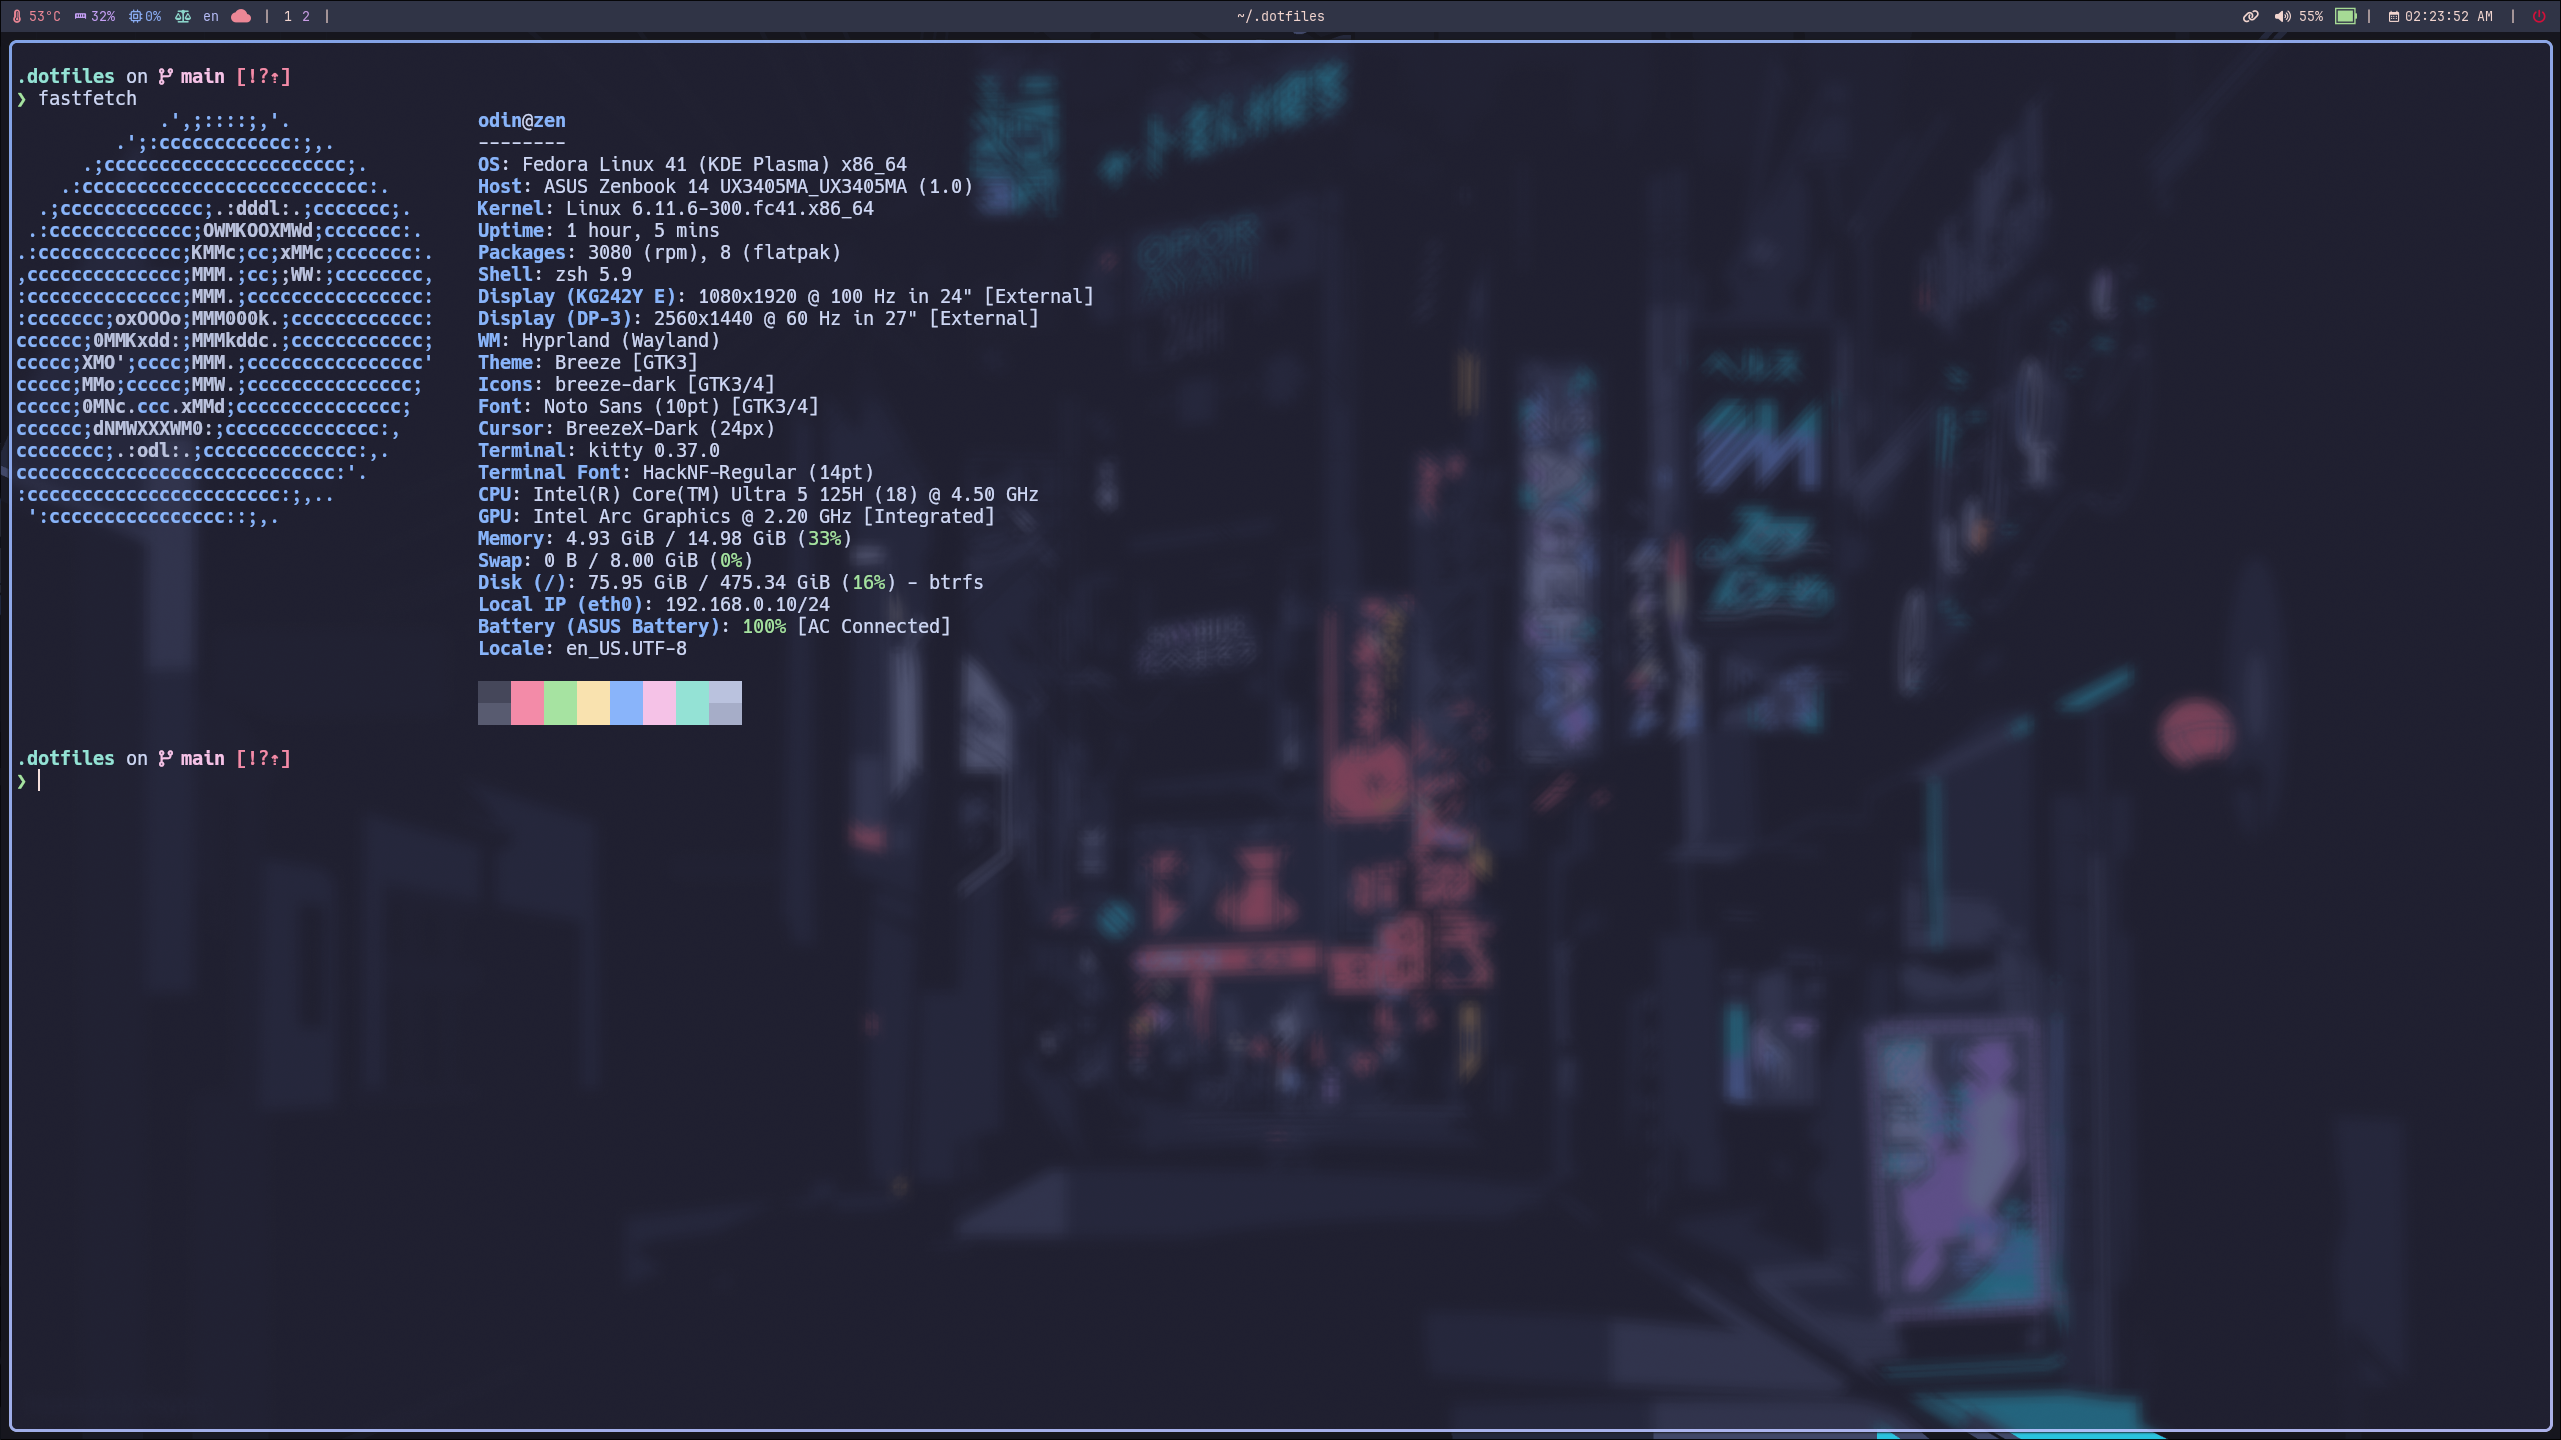 53°C 32% 0% en | 1 2 |
~/.dotfiles
55% | 02:23:52 AM |
.dotfiles on main [!?⇡]
❯ fastfetch
.',;::::;,'.
.';:cccccccccccc:;,.
.;cccccccccccccccccccccc;.
.:cccccccccccccccccccccccccc:.
.;ccccccccccccc;.:dddl:.;ccccccc;.
.:ccccccccccccc;OWMKOOXMWd;ccccccc:.
.:ccccccccccccc;KMMc;cc;xMMc;ccccccc:.
,cccccccccccccc;MMM.;cc;;WW:;cccccccc,
:cccccccccccccc;MMM.;cccccccccccccccc:
:ccccccc;oxOOOo;MMM000k.;cccccccccccc:
cccccc;0MMKxdd:;MMMkddc.;cccccccccccc;
ccccc;XMO';cccc;MMM.;cccccccccccccccc'
ccccc;MMo;ccccc;MMW.;ccccccccccccccc;
ccccc;0MNc.ccc.xMMd;ccccccccccccccc;
cccccc;dNMWXXXWM0:;cccccccccccccc:,
cccccccc;.:odl:.;cccccccccccccc:,.
ccccccccccccccccccccccccccccc:'.
:ccccccccccccccccccccccc:;,..
':cccccccccccccccc::;,.
odin@zen
--------
OS: Fedora Linux 41 (KDE Plasma) x86_64
Host: ASUS Zenbook 14 UX3405MA_UX3405MA (1.0)
Kernel: Linux 6.11.6-300.fc41.x86_64
Uptime: 1 hour, 5 mins
Packages: 3080 (rpm), 8 (flatpak)
Shell: zsh 5.9
Display (KG242Y E): 1080x1920 @ 100 Hz in 24" [External]
Display (DP-3): 2560x1440 @ 60 Hz in 27" [External]
WM: Hyprland (Wayland)
Theme: Breeze [GTK3]
Icons: breeze-dark [GTK3/4]
Font: Noto Sans (10pt) [GTK3/4]
Cursor: BreezeX-Dark (24px)
Terminal: kitty 0.37.0
Terminal Font: HackNF-Regular (14pt)
CPU: Intel(R) Core(TM) Ultra 5 125H (18) @ 4.50 GHz
GPU: Intel Arc Graphics @ 2.20 GHz [Integrated]
Memory: 4.93 GiB / 14.98 GiB (33%)
Swap: 0 B / 8.00 GiB (0%)
Disk (/): 75.95 GiB / 475.34 GiB (16%) - btrfs
Local IP (eth0): 192.168.0.10/24
Battery (ASUS Battery): 100% [AC Connected]
Locale: en_US.UTF-8
.dotfiles on main [!?⇡]
❯